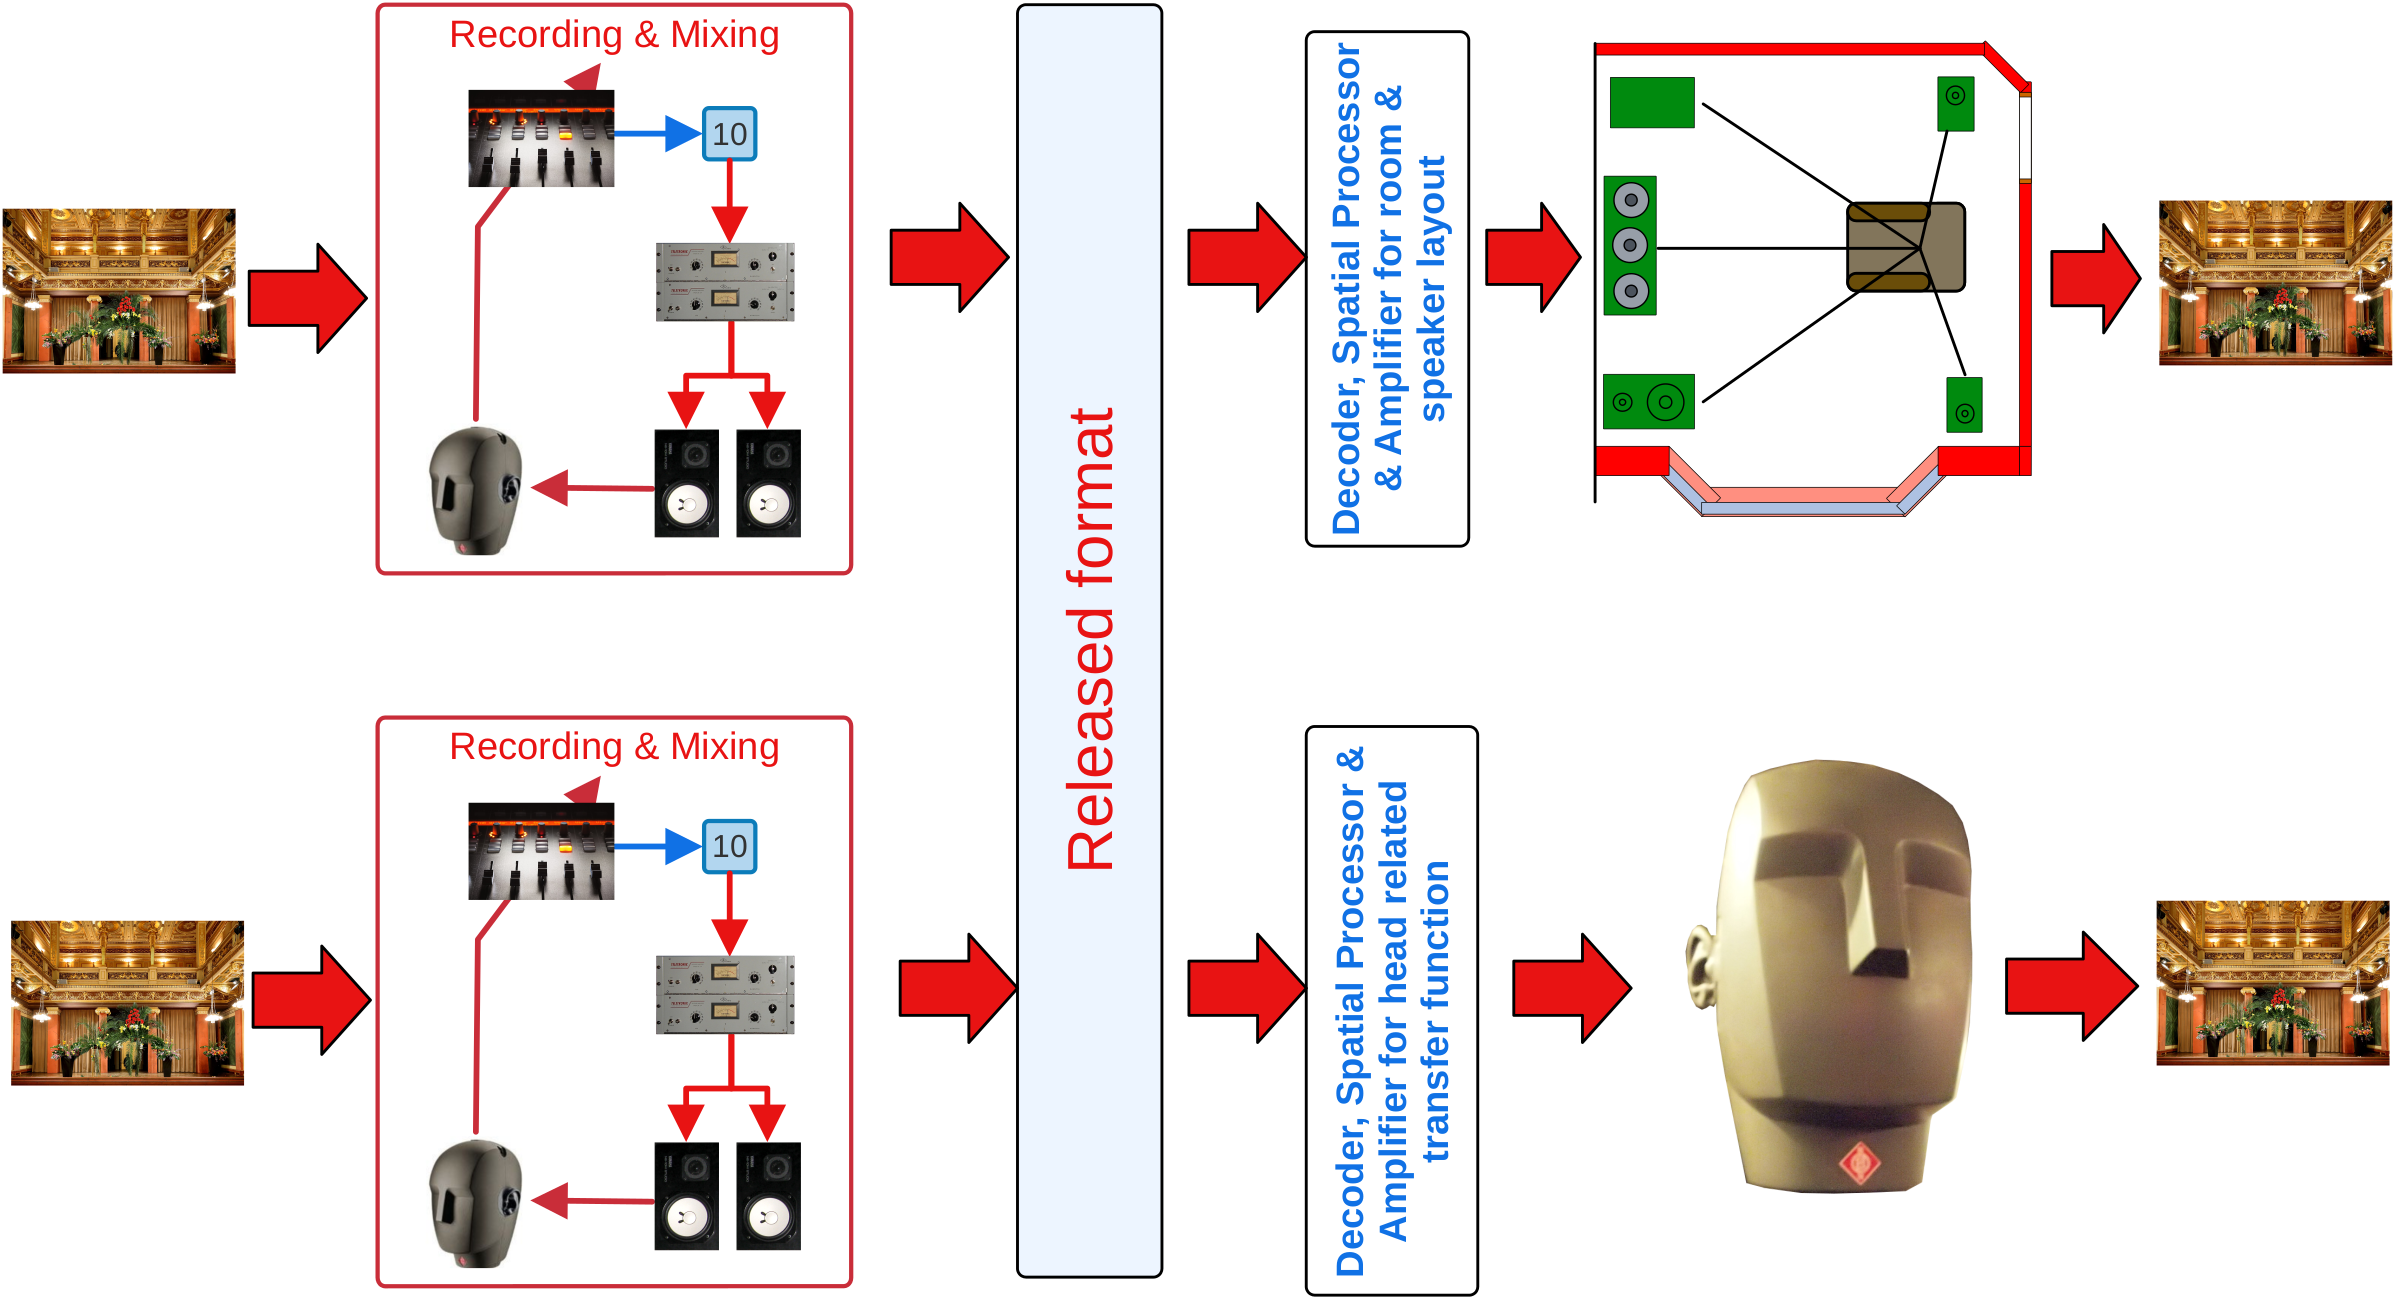 Recording & Mixing
10
Released format
Decoder, Spatial Processor
& Amplifier for room &
speaker layout
Recording & Mixing
10
Decoder, Spatial Processor &
Amplifier for head related
transfer function